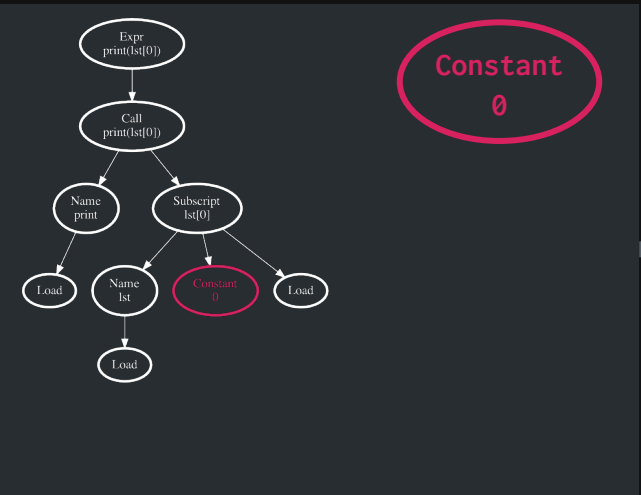 Expr
print(lst[0])
Constant
0
Call
print(lst[0])
Name
print
Subscript
lst[0]
Load
Name
lst
Constant
0
Load
Load